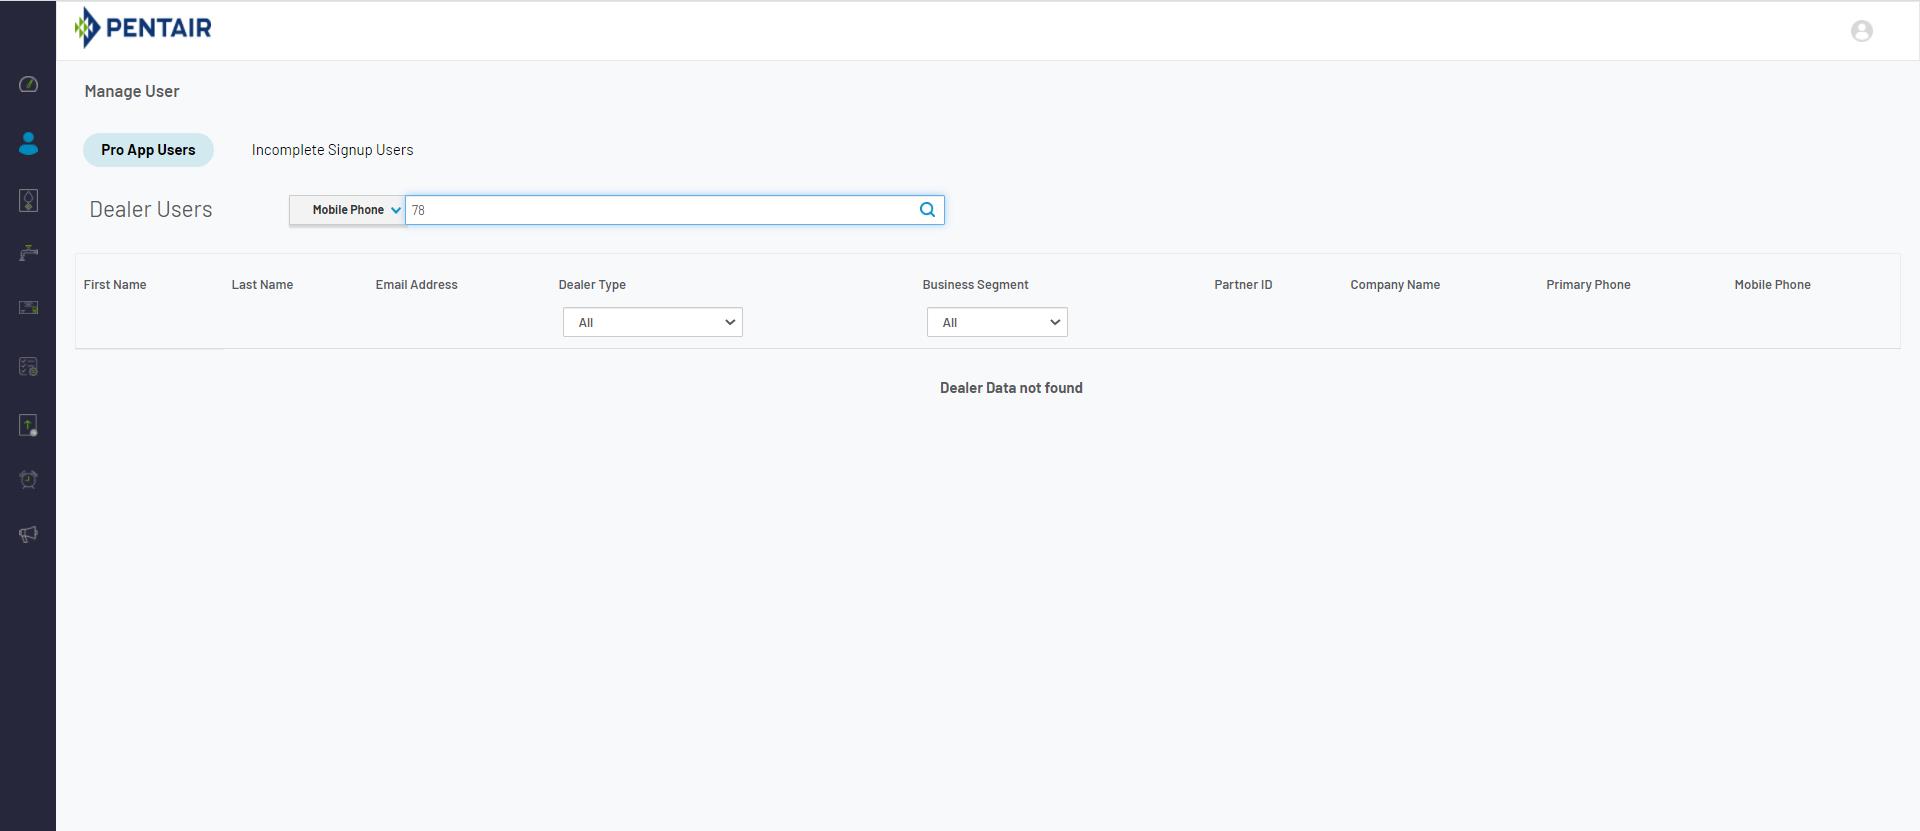 PENTAIR
Manage User
Pro App Users Incomplete Signup Users
Dealer Users Mobile Phone 78
First Name Last Name Email Address Dealer Type Business Segment Partner ID Company Name Primary Phone Mobile Phone
All All
Dealer Data not found